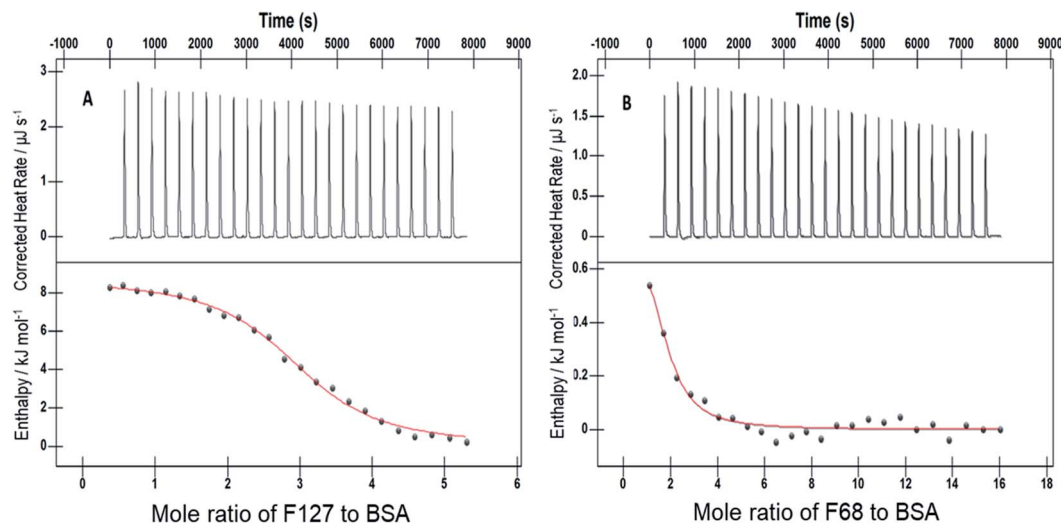 Time (s)
-1000 0 1000 2000 3000 4000 5000 6000 7000 8000 9000
3
2
1
0
Corrected Heat Rate / µJ s⁻¹
A
8
6
4
2
0
Enthalpy / kJ mol⁻¹
0 1 2 3 4 5 6
Mole ratio of F127 to BSA
Time (s)
-1000 0 1000 2000 3000 4000 5000 6000 7000 8000 9000
2.0
1.5
1.0
0.5
0.0
Corrected Heat Rate / µJ s⁻¹
B
0.6
0.4
0.2
0
Enthalpy / kJ mol⁻¹
0 2 4 6 8 10 12 14 16 18
Mole ratio of F68 to BSA